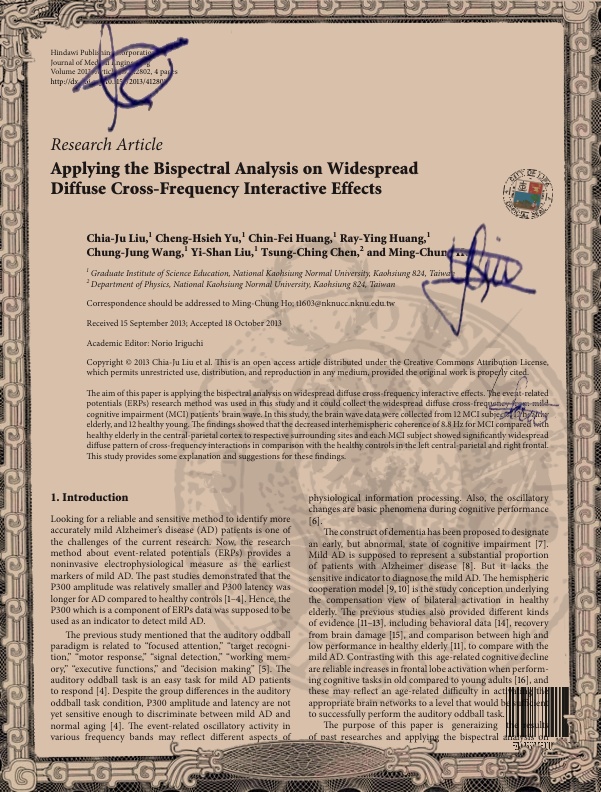 Hindawi Publishing Corporation
Journal of Medical Engineering
Volume 2013, Article ID 412802, 4 pages
Research Article
Applying the Bispectral Analysis on Widespread
Diffuse Cross-Frequency Interactive Effects
Chia-Ju Liu,1 Cheng-Hsieh Yu,1 Chin-Fei Huang,1 Ray-Ying Huang,1
Chung-Jung Wang,1 Yi-Shan Liu,1 Tsung-Ching Chen,2 and Ming-Chung
1 Graduate Institute of Science Education, National Kaohsiung Normal University, Kaohsiung 824, Taiwan
2 Department of Physics, National Kaohsiung Normal University, Kaohsiung 824, Taiwan
Correspondence should be addressed to Ming-Chung Ho; t1603@nknucc.nknu.edu.tw
Received 15 September 2013; Accepted 18 October 2013
Academic Editor: Norio Iriguchi
Copyright © 2013 Chia-Ju Liu et al. This is an open access article distributed under the Creative Commons Attribution License,
which permits unrestricted use, distribution, and reproduction in any medium, provided the original work is properly cited.
The aim of this paper is applying the bispectral analysis on widespread diffuse cross-frequency interactive effects. The event-related
potentials (ERPs) research method was used in this study and it could collect the widespread diffuse cross-frequency mild
cognitive impairment (MCI) patients' brain wave. In this study, the brain wave data were collected from 12 MCI subjects, 12 healthy
elderly, and 12 healthy young. The findings showed that the decreased interhemispheric coherence of 8.8 Hz for MCI compared with
healthy elderly in the central-parietal cortex to respective surrounding sites and each MCI subject showed significantly widespread
diffuse pattern of cross-frequency interactions in comparison with the healthy controls in the left central-parietal and right frontal.
This study provides some explanation and suggestions for these findings.
1. Introduction
Looking for a reliable and sensitive method to identify more
accurately mild Alzheimer's disease (AD) patients is one of
the challenges of the current research. Now, the research
method about event-related potentials (ERPs) provides a
noninvasive electrophysiological measure as the earliest
markers of mild AD. The past studies demonstrated that the
P300 amplitude was relatively smaller and P300 latency was
longer for AD compared to healthy controls [1–4]. Hence, the
P300 which is a component of ERPs data was supposed to be
used as an indicator to detect mild AD.
The previous study mentioned that the auditory oddball
paradigm is related to "focused attention," "target recogni-
tion," "motor response," "signal detection," "working mem-
ory," "executive functions," and "decision making" [5]. The
auditory oddball task is an easy task for mild AD patients
to respond [4]. Despite the group differences in the auditory
oddball task condition, P300 amplitude and latency are not
yet sensitive enough to discriminate between mild AD and
normal aging [4]. The event-related oscillatory activity in
various frequency bands may reflect different aspects of
physiological information processing. Also, the oscillatory
changes are basic phenomena during cognitive performance
[6].
The construct of dementia has been proposed to designate
an early, but abnormal, state of cognitive impairment [7].
Mild AD is supposed to represent a substantial proportion
of patients with Alzheimer disease [8]. But it lacks the
sensitive indicator to diagnose the mild AD. The hemispheric
cooperation model [9, 10] is the study conception underlying
the compensation view of bilateral activation in healthy
elderly. The previous studies also provided different kinds
of evidence [11–13], including behavioral data [14], recovery
from brain damage [15], and comparison between high and
low performance in healthy elderly [11], to compare with the
mild AD. Contrasting with this age-related cognitive decline
are reliable increases in frontal lobe activation when perform-
ing cognitive tasks in old compared to young adults [16], and
these may reflect an age-related difficulty in activating the
appropriate brain networks to a level that would be sufficient
to successfully perform the auditory oddball task.
The purpose of this paper is generalizing the results
of past researches and applying the bispectral analysis on